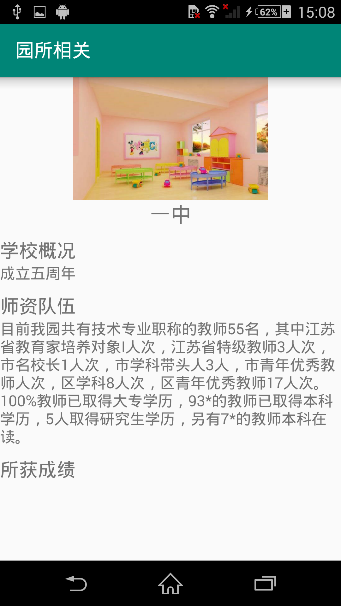 62% 15:08
园所相关
一中
学校概况
成立五周年
师资队伍
目前我园共有技术专业职称的教师55名，其中江苏
省教育家培养对象I人次，江苏省特级教师3人次，
市名校长1人次，市学科带头人3人，市青年优秀教
师人次，区学科8人次，区青年优秀教师17人次。
100%教师已取得大专学历，93*的教师已取得本科
学历，5人取得研究生学历，另有7*的教师本科在
读。
所获成绩